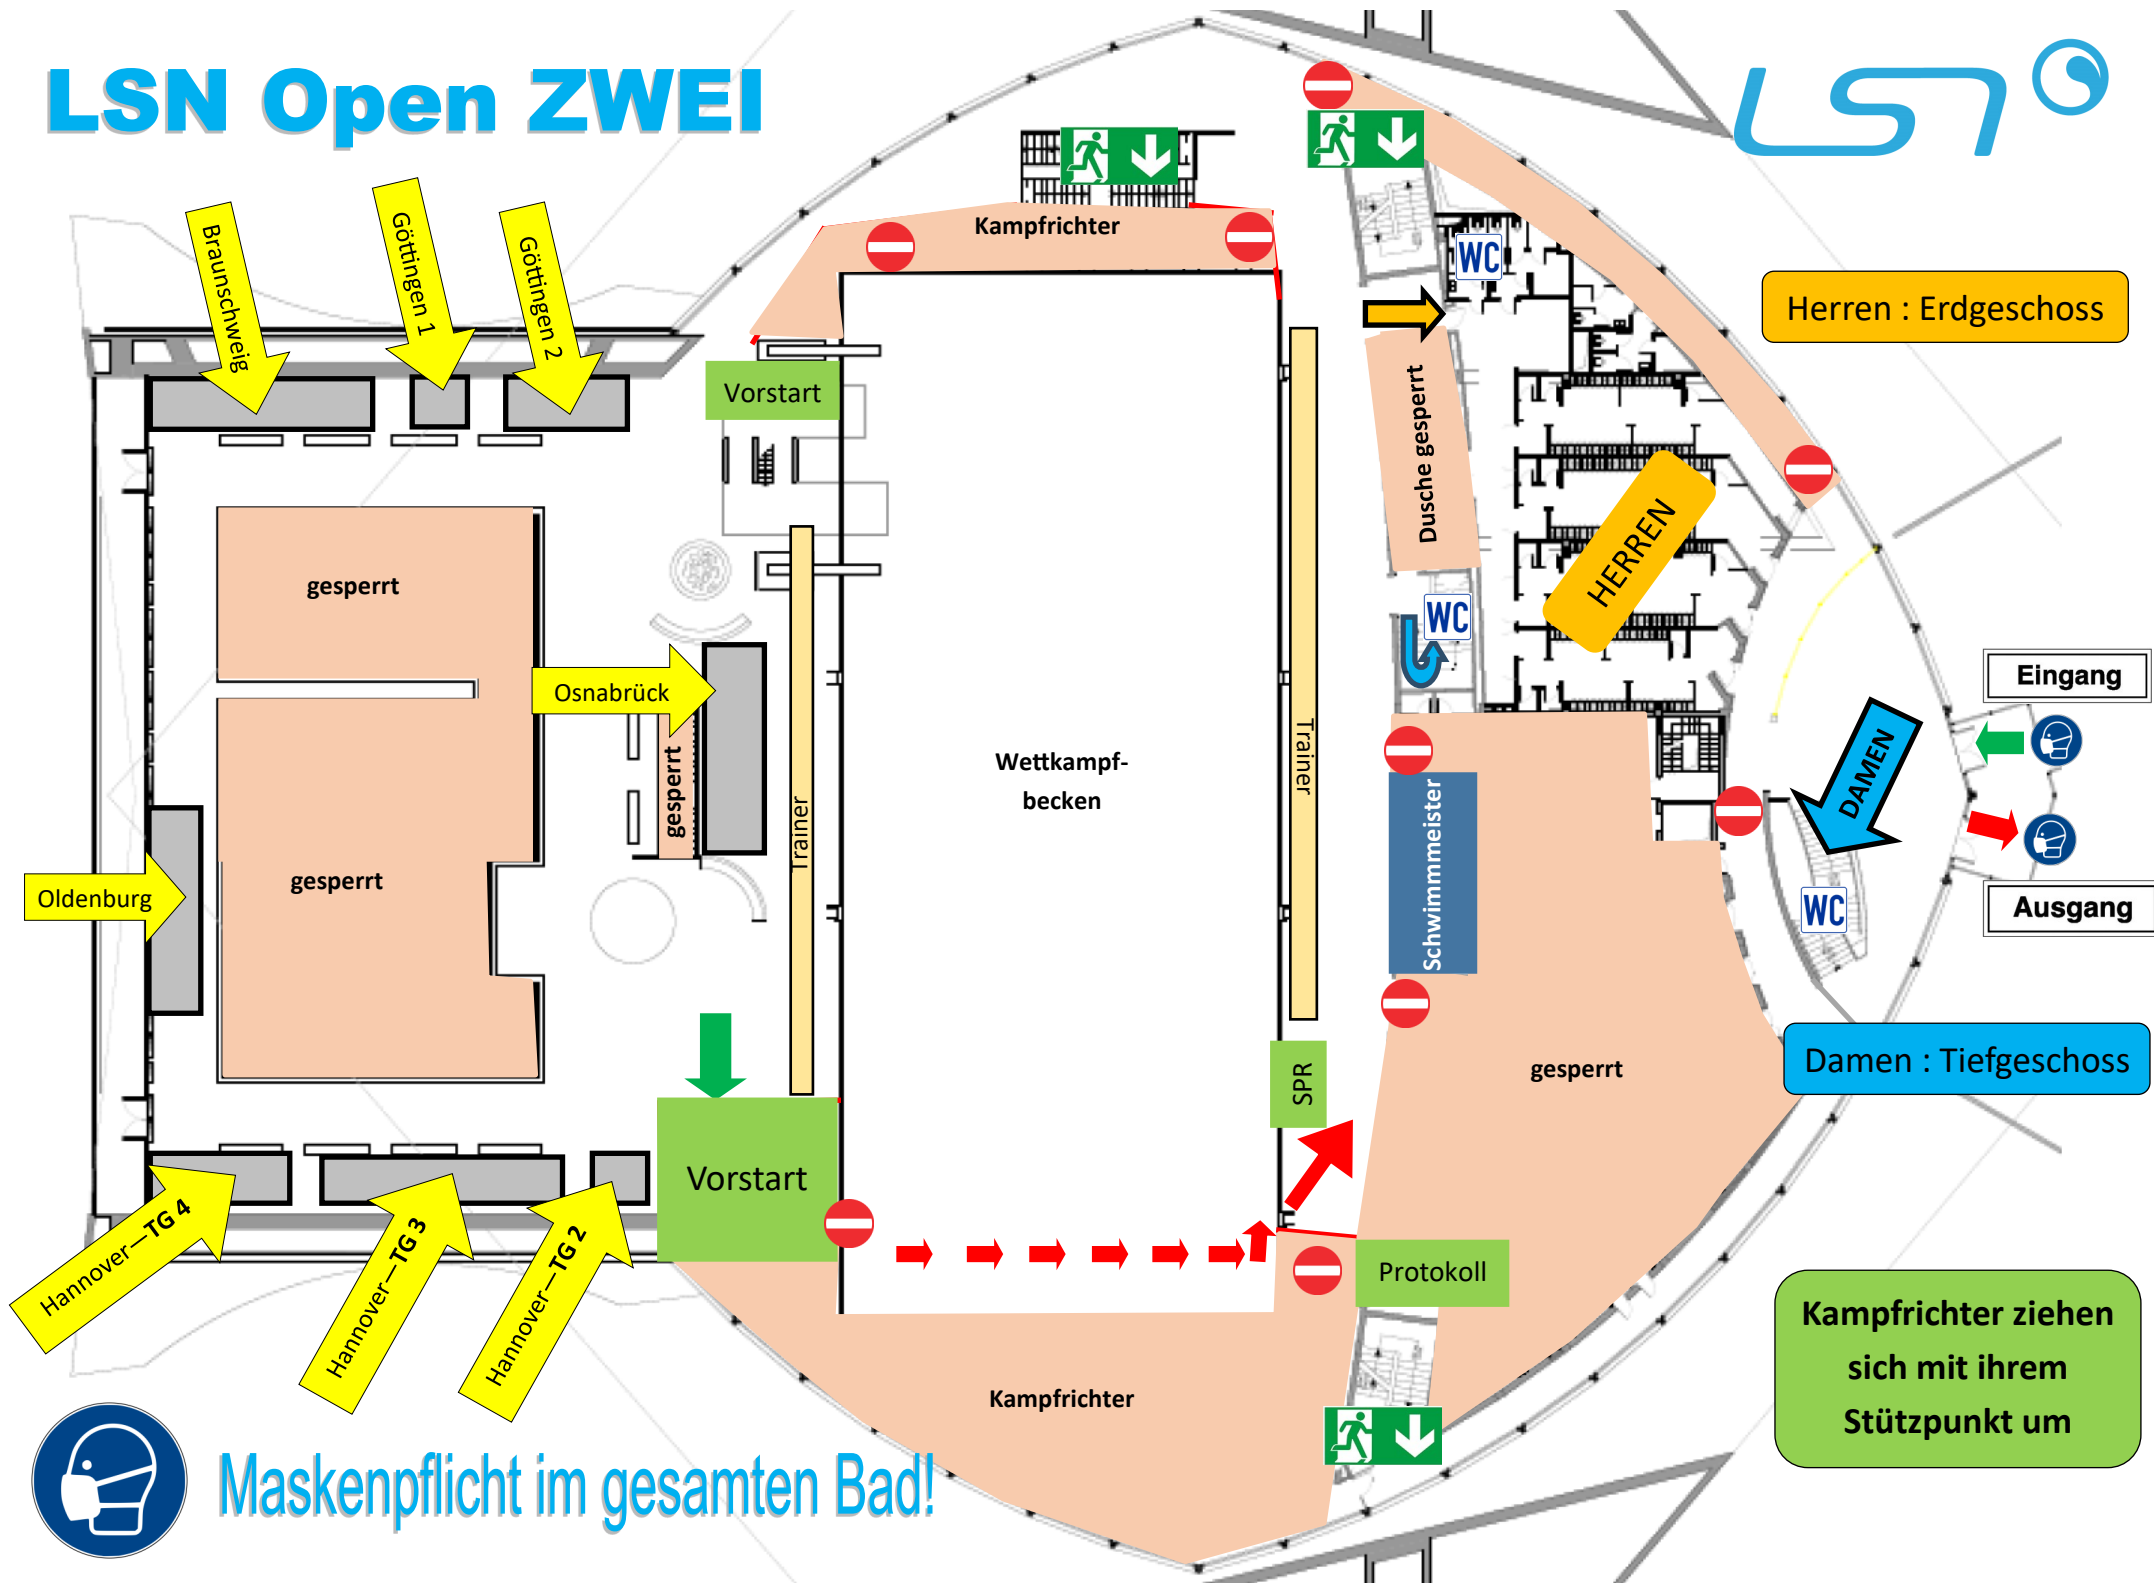 LSN Open ZWEI
LSN
Braunschweig
Göttingen 1
Göttingen 2
Kampfrichter
WC
Herren : Erdgeschoss
Vorstart
Dusche gesperrt
HERREN
gesperrt
WC
Osnabrück
Eingang
gesperrt
Trainer
Trainer
Wettkampf-
becken
DAMEN
Schwimmmeister
Oldenburg
gesperrt
WC
Ausgang
SPR
gesperrt
Damen : Tiefgeschoss
Vorstart
Hannover—TG 4
Hannover—TG 3
Hannover—TG 2
Protokoll
Kampfrichter
Kampfrichter ziehen
sich mit ihrem
Stützpunkt um
Maskenpflicht im gesamten Bad!